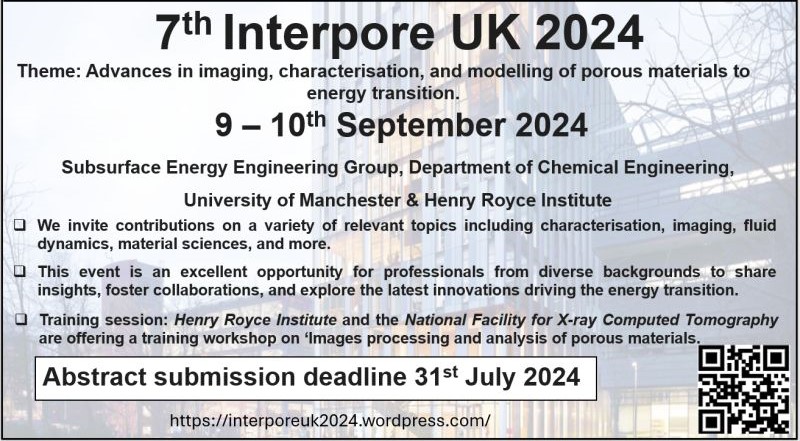 7th Interpore UK 2024
Theme: Advances in imaging, characterisation, and modelling of porous materials to
energy transition.
9 – 10th September 2024
Subsurface Energy Engineering Group, Department of Chemical Engineering,
University of Manchester & Henry Royce Institute
❑ We invite contributions on a variety of relevant topics including characterisation, imaging, fluid
dynamics, material sciences, and more.
❑ This event is an excellent opportunity for professionals from diverse backgrounds to share
insights, foster collaborations, and explore the latest innovations driving the energy transition.
❑ Training session: Henry Royce Institute and the National Facility for X-ray Computed Tomography
are offering a training workshop on ‘Images processing and analysis of porous materials.
Abstract submission deadline 31st July 2024
https://interporeuk2024.wordpress.com/